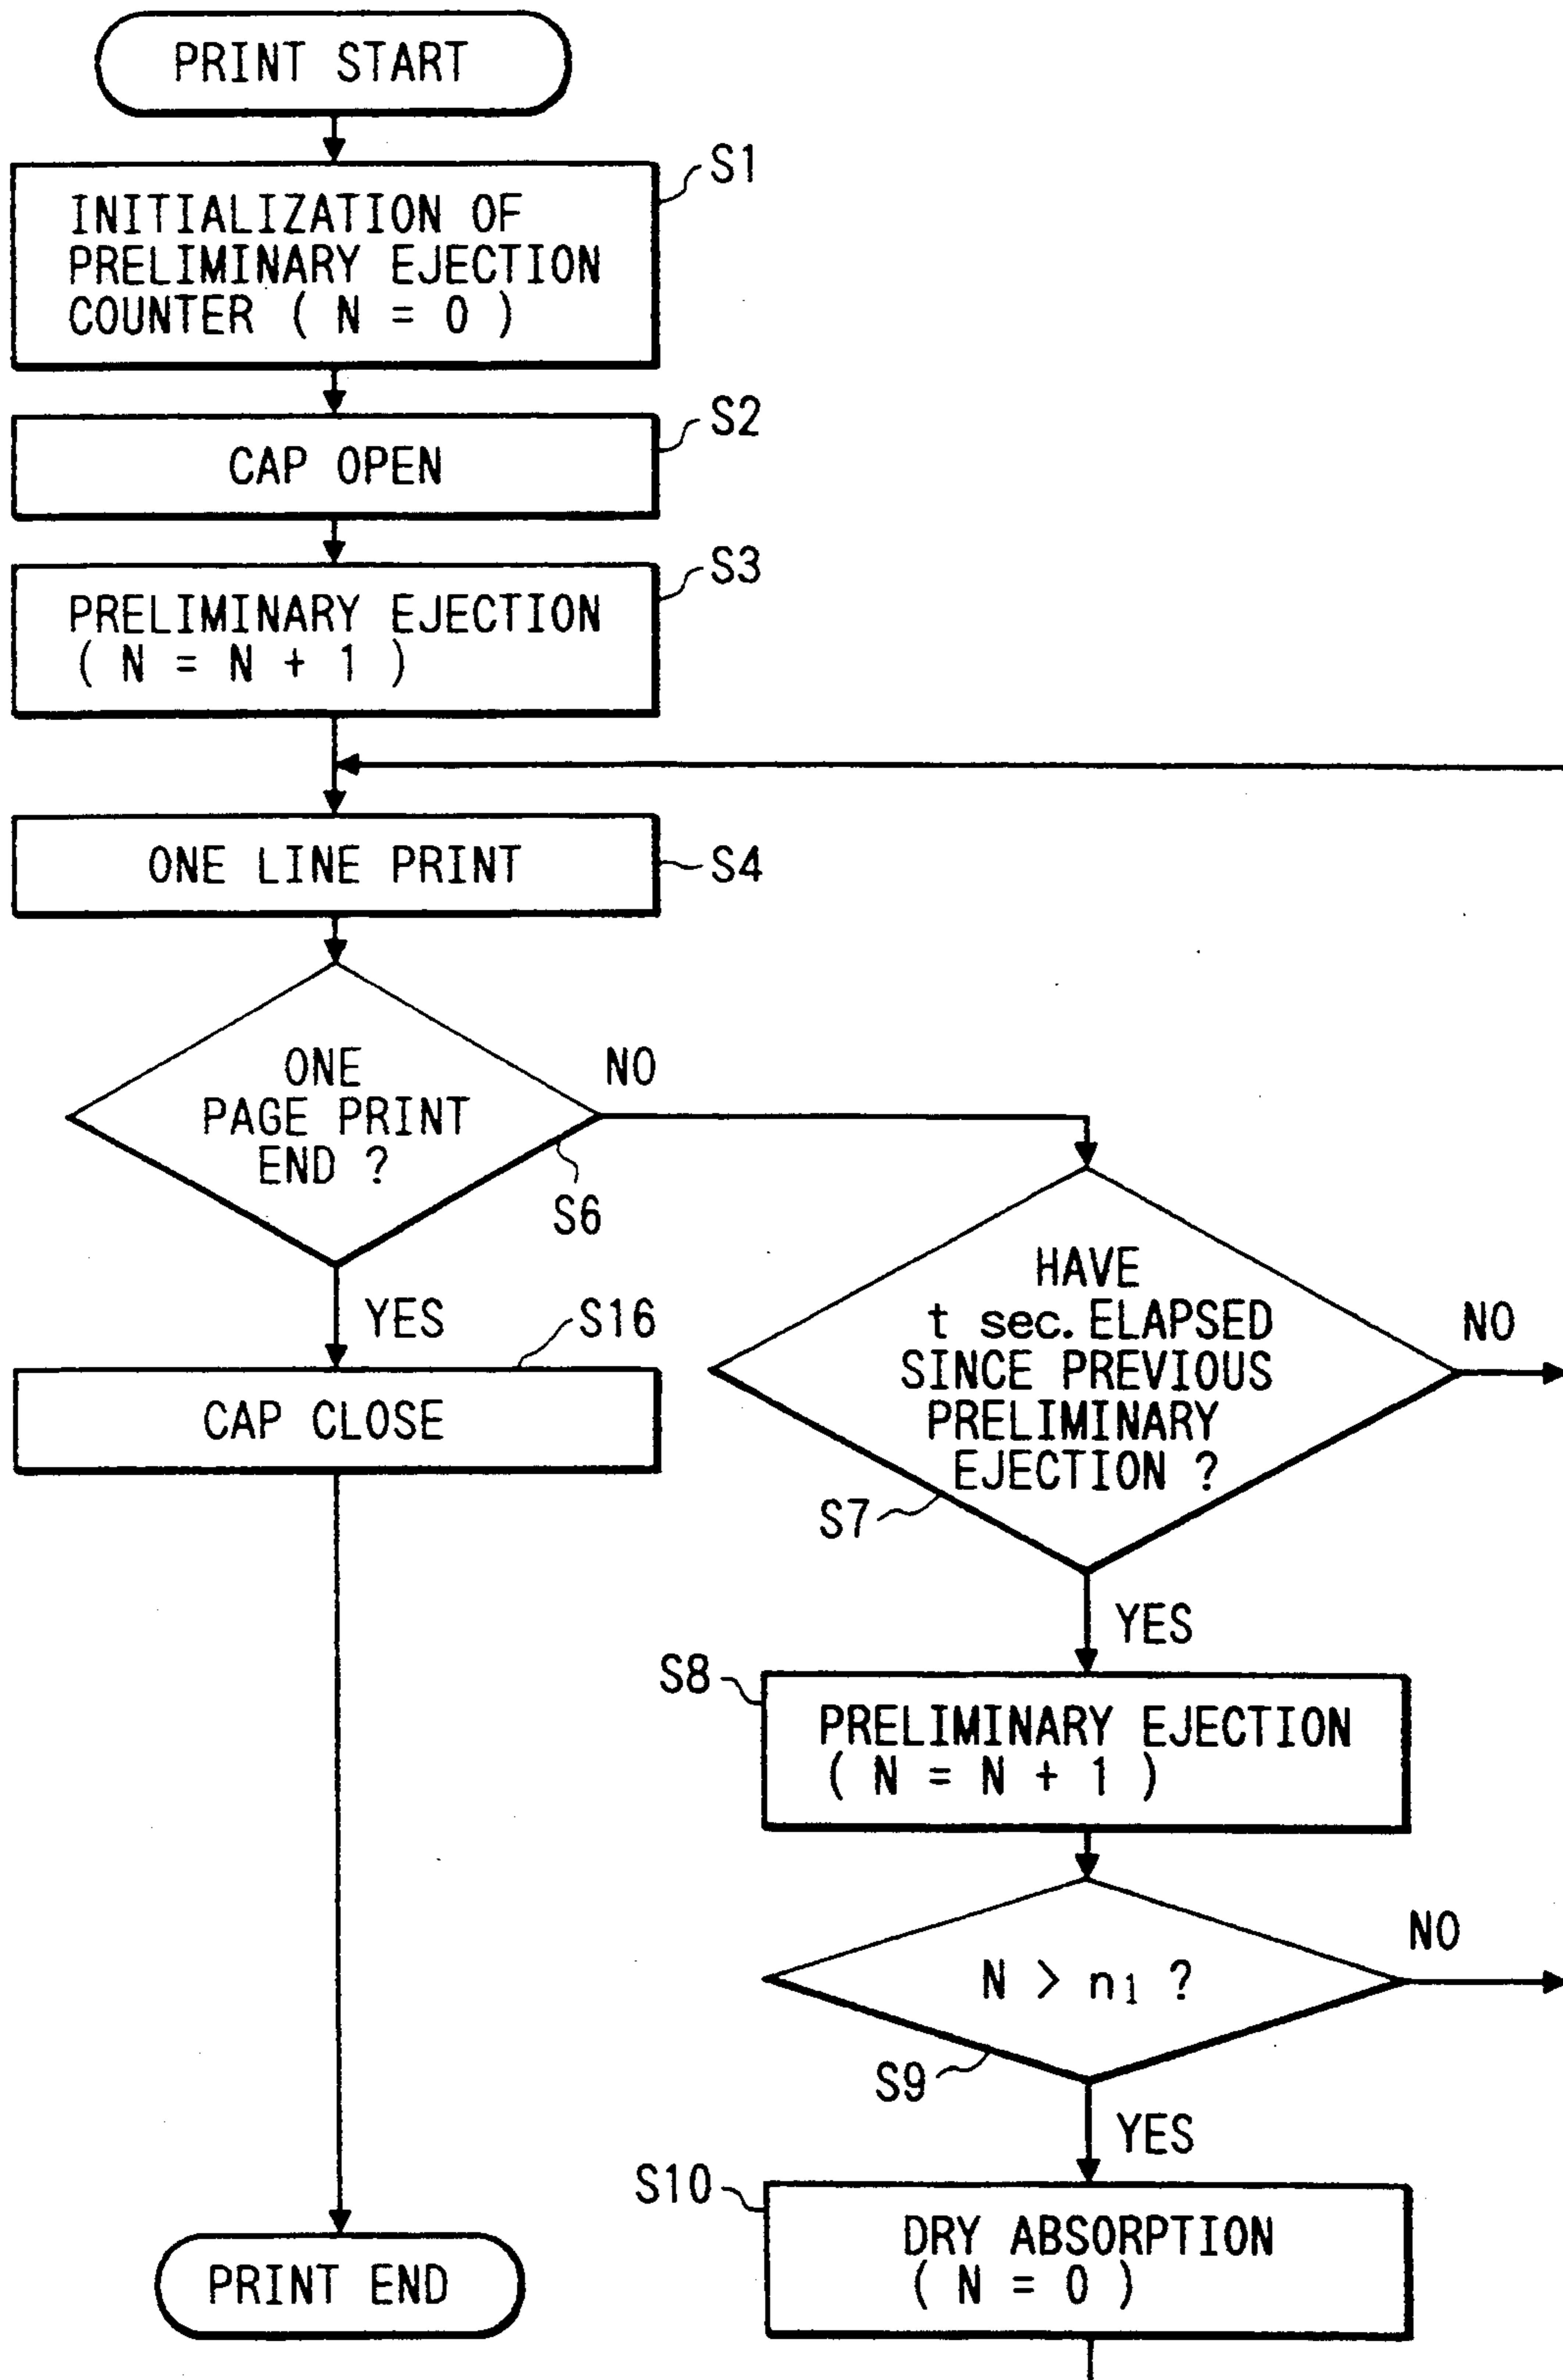 PRINT START
S1
INITIALIZATION OF
PRELIMINARY EJECTION
COUNTER ( N = 0 )
S2
CAP OPEN
S3
PRELIMINARY EJECTION
( N = N + 1 )
ONE LINE PRINT
S4
ONE
PAGE PRINT
END ?
NO
S6
YES
S16
CAP CLOSE
HAVE
t sec. ELAPSED
SINCE PREVIOUS
PRELIMINARY
EJECTION ?
NO
S7
YES
S8
PRELIMINARY EJECTION
( N = N + 1 )
N > n1 ?
NO
S9
YES
S10
DRY ABSORPTION
( N = 0 )
PRINT END